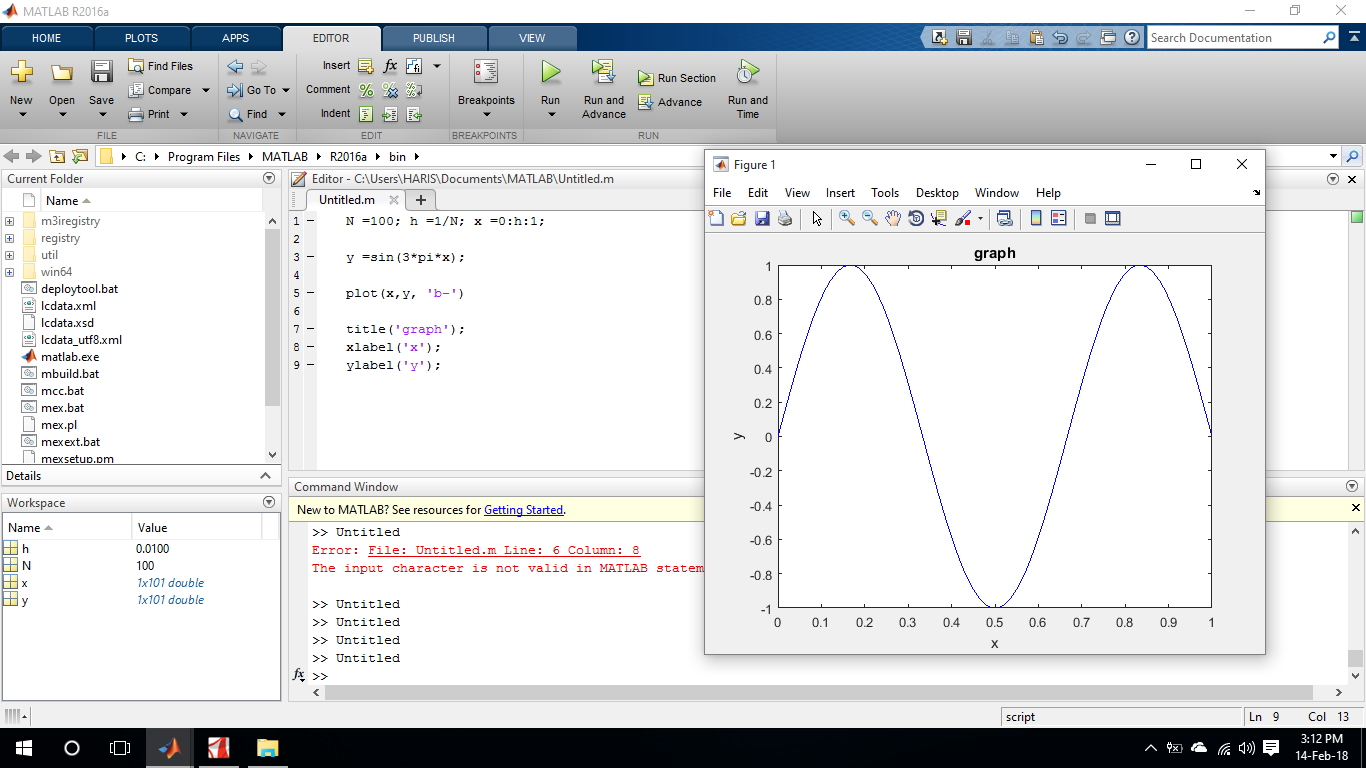 MATLAB R2016a
HOME PLOTS APPS EDITOR PUBLISH VIEW
Search Documentation
New Open Save
Find Files
Compare
Print
FILE
Go To
Find
NAVIGATE
Insert fx
Comment
Indent
EDIT
Breakpoints
BREAKPOINTS
Run
Run and Advance
Run Section
Advance
Run and Time
RUN
C: Program Files MATLAB R2016a bin
Current Folder
Name
m3iregistry
registry
util
win64
deploytool.bat
lcdata.xml
lcdata.xsd
lcdata_utf8.xml
matlab.exe
mbuild.bat
mcc.bat
mex.bat
mex.pl
mexext.bat
mexsetup.pm
Details
Workspace
Name Value
h 0.0100
N 100
x 1x101 double
y 1x101 double
Editor - C:\Users\HARIS\Documents\MATLAB\Untitled.m
Untitled.m
1 – N =100; h =1/N; x =0:h:1;
2
3 – y =sin(3*pi*x);
4
5 – plot(x,y, 'b-')
6
7 – title('graph');
8 – xlabel('x');
9 – ylabel('y');
Command Window
New to MATLAB? See resources for Getting Started.
>> Untitled
Error: File: Untitled.m Line: 6 Column: 8
The input character is not valid in MATLAB statem
>> Untitled
>> Untitled
>> Untitled
>> Untitled
fx >>
Figure 1
File Edit View Insert Tools Desktop Window Help
graph
1
0.8
0.6
0.4
0.2
0
-0.2
-0.4
-0.6
-0.8
-1
y
0 0.1 0.2 0.3 0.4 0.5 0.6 0.7 0.8 0.9 1
x
script Ln 9 Col 13
3:12 PM
14-Feb-18